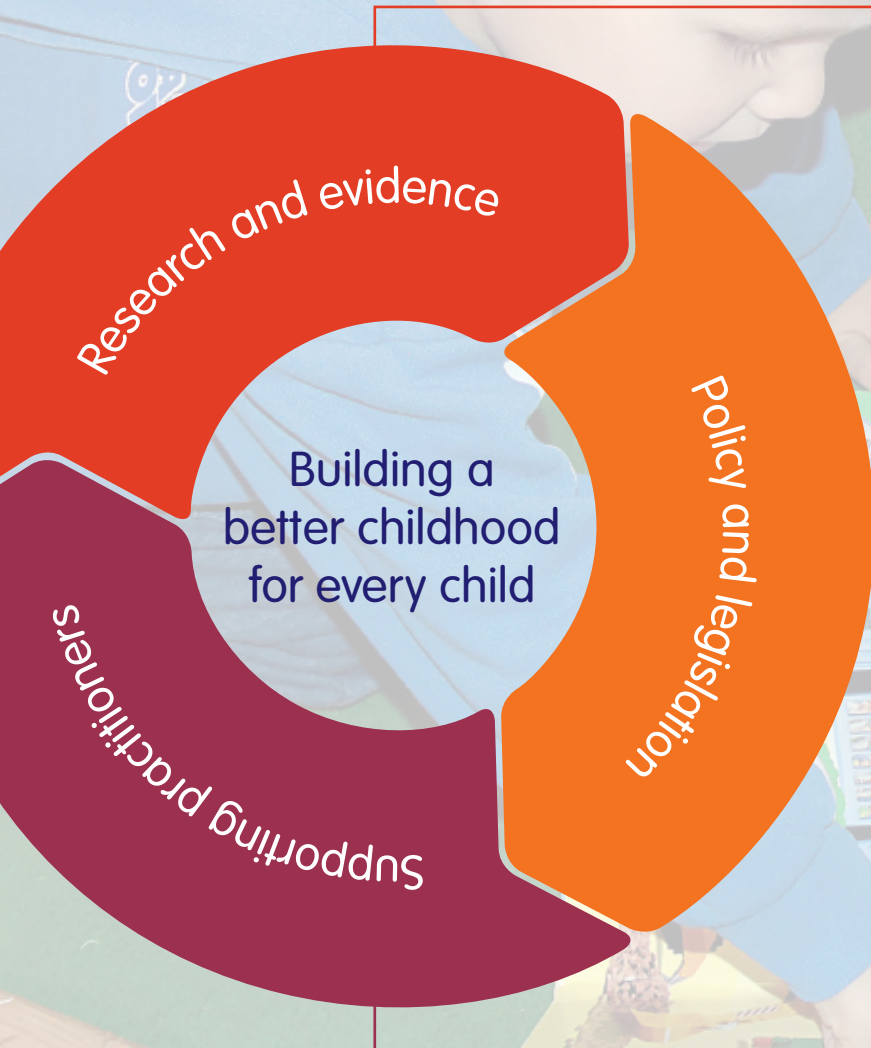 Research and evidence
Policy and legislation
Supporting practitioners
Building a
better childhood
for every child